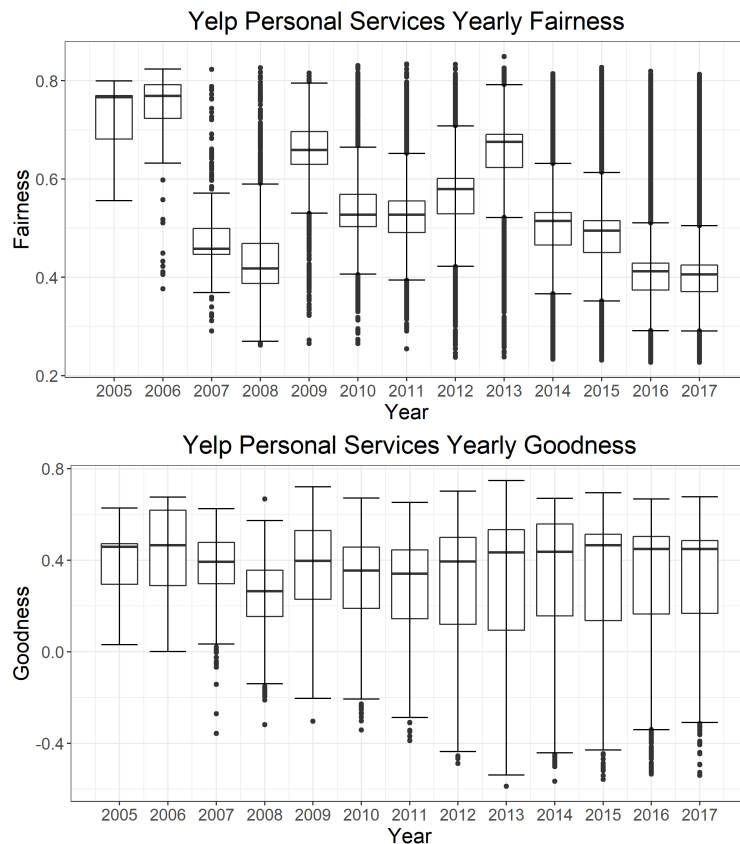 Yelp Personal Services Yearly Fairness
Fairness
0.8
0.6
0.4
0.2
2005 2006 2007 2008 2009 2010 2011 2012 2013 2014 2015 2016 2017
Year
Yelp Personal Services Yearly Goodness
Goodness
0.8
0.4
0.0
-0.4
2005 2006 2007 2008 2009 2010 2011 2012 2013 2014 2015 2016 2017
Year